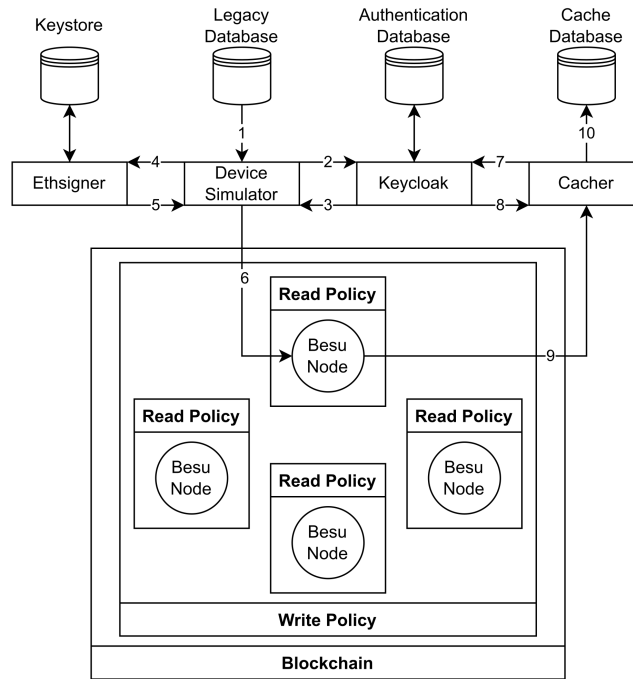 Keystore
Legacy
Database
Authentication
Database
Cache
Database
1
10
4
2
7
Ethsigner
Device
Simulator
Keycloak
Cacher
5
3
8
6
Read Policy
Besu
Node
9
Read Policy
Besu
Node
Read Policy
Besu
Node
Read Policy
Besu
Node
Write Policy
Blockchain